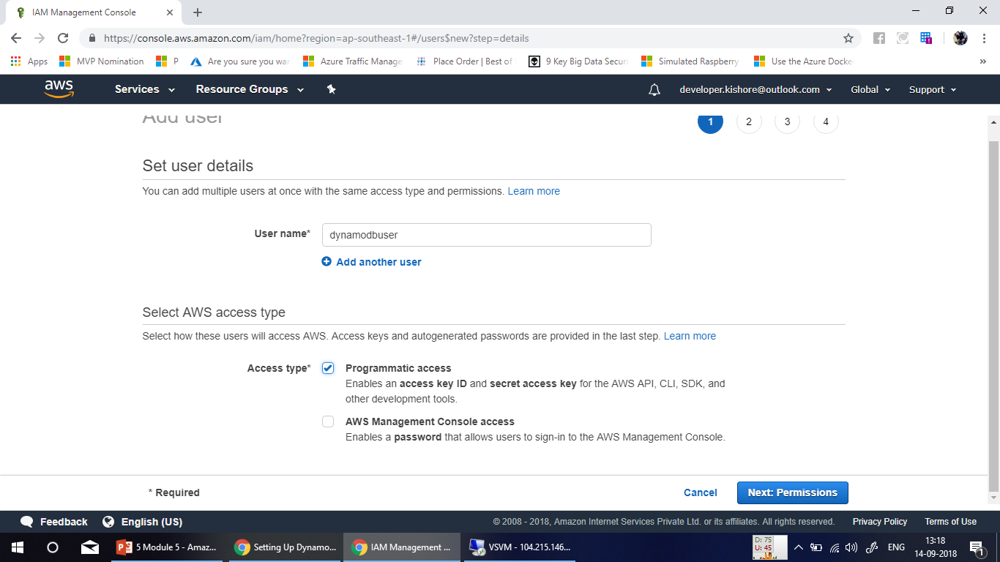 IAM Management Console
https://console.aws.amazon.com/iam/home?region=ap-southeast-1#/users$new?step=details
Apps MVP Nomination P Are you sure you wan Azure Traffic Manage Place Order | Best of 9 Key Big Data Securi Simulated Raspberry Use the Azure Docke
aws Services Resource Groups developer.kishore@outlook.com Global Support
Add user 1 2 3 4
Set user details
You can add multiple users at once with the same access type and permissions. Learn more
User name* dynamodbuser
Add another user
Select AWS access type
Select how these users will access AWS. Access keys and autogenerated passwords are provided in the last step. Learn more
Access type* Programmatic access
Enables an access key ID and secret access key for the AWS API, CLI, SDK, and
other development tools.
AWS Management Console access
Enables a password that allows users to sign-in to the AWS Management Console.
* Required Cancel Next: Permissions
Feedback English (US) © 2008 - 2018, Amazon Internet Services Private Ltd. or its affiliates. All rights reserved. Privacy Policy Terms of Use
5 Module 5 - Amaz... Setting Up Dynamo... IAM Management ... VSVM - 104.215.146... D: 75 ENG 13:18
U: 45 14-09-2018 1